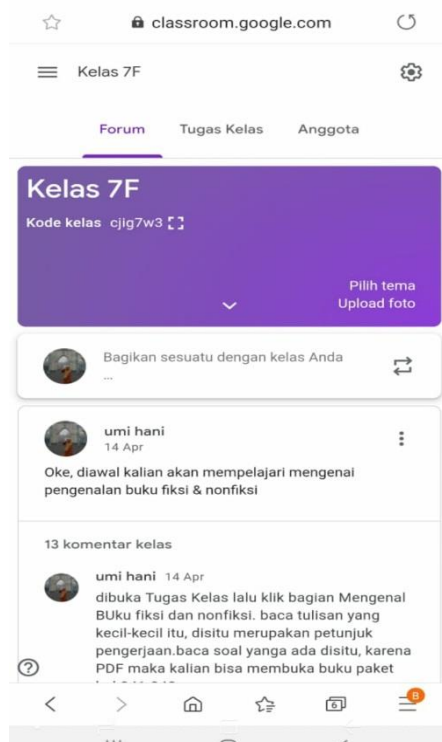 classroom.google.com
Kelas 7F
Forum Tugas Kelas Anggota
Kelas 7F
Kode kelas cjig7w3
Pilih tema
Upload foto
Bagikan sesuatu dengan kelas Anda
...
umi hani
14 Apr
Oke, diawal kalian akan mempelajari mengenai
pengenalan buku fiksi & nonfiksi
13 komentar kelas
umi hani 14 Apr
dibuka Tugas Kelas lalu klik bagian Mengenal
BUku fiksi dan nonfiksi. baca tulisan yang
kecil-kecil itu, disitu merupakan petunjuk
pengerjaan.baca soal yanga ada disitu, karena
PDF maka kalian bisa membuka buku paket
6
B